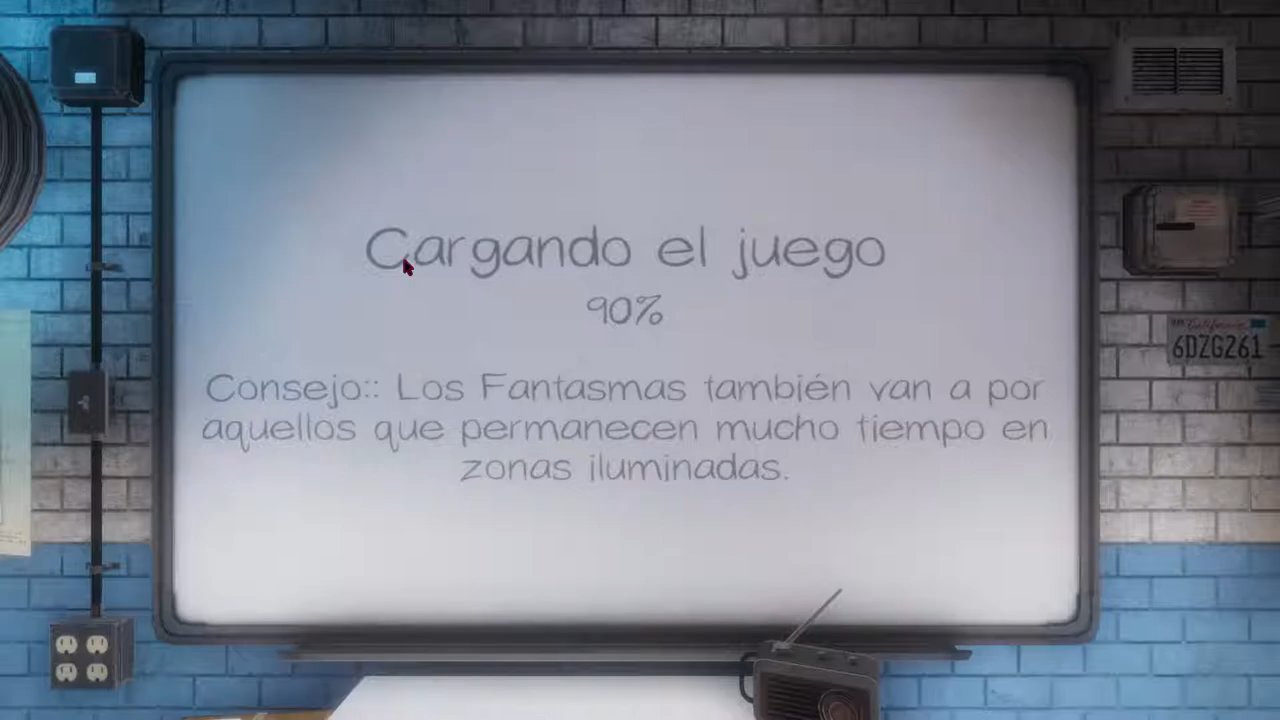 Cargando el juego
90%
Consejo:: Los Fantasmas también van a por
aquellos que permanecen mucho tiempo en
zonas iluminadas.
California
6DZG261